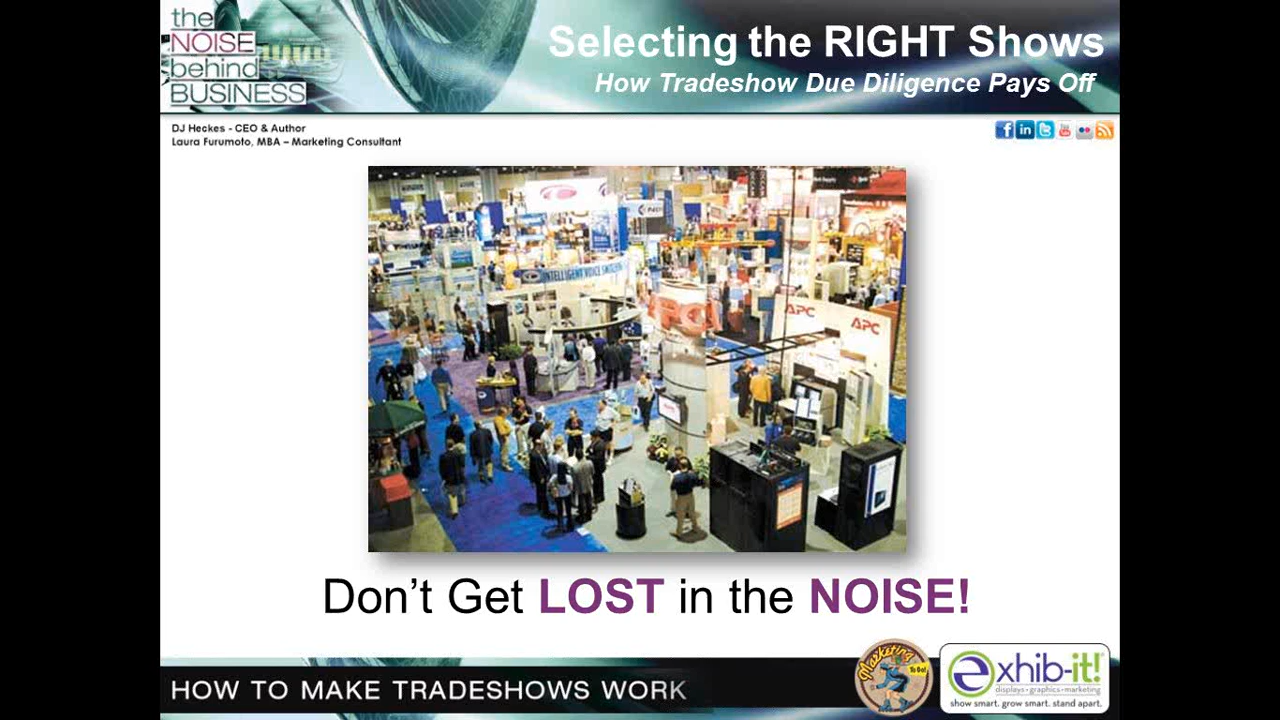 the
NOISE
behind
BUSINESS
Selecting the RIGHT Shows
How Tradeshow Due Diligence Pays Off
DJ Heckes - CEO & Author
Laura Furumoto, MBA – Marketing Consultant
INTELLIGENT VOICE
APC
APC
Don't Get LOST in the NOISE!
HOW TO MAKE TRADESHOWS WORK
Marketing
To Go!
exhib-it!
displays • graphics • marketing
show smart. grow smart. stand apart.